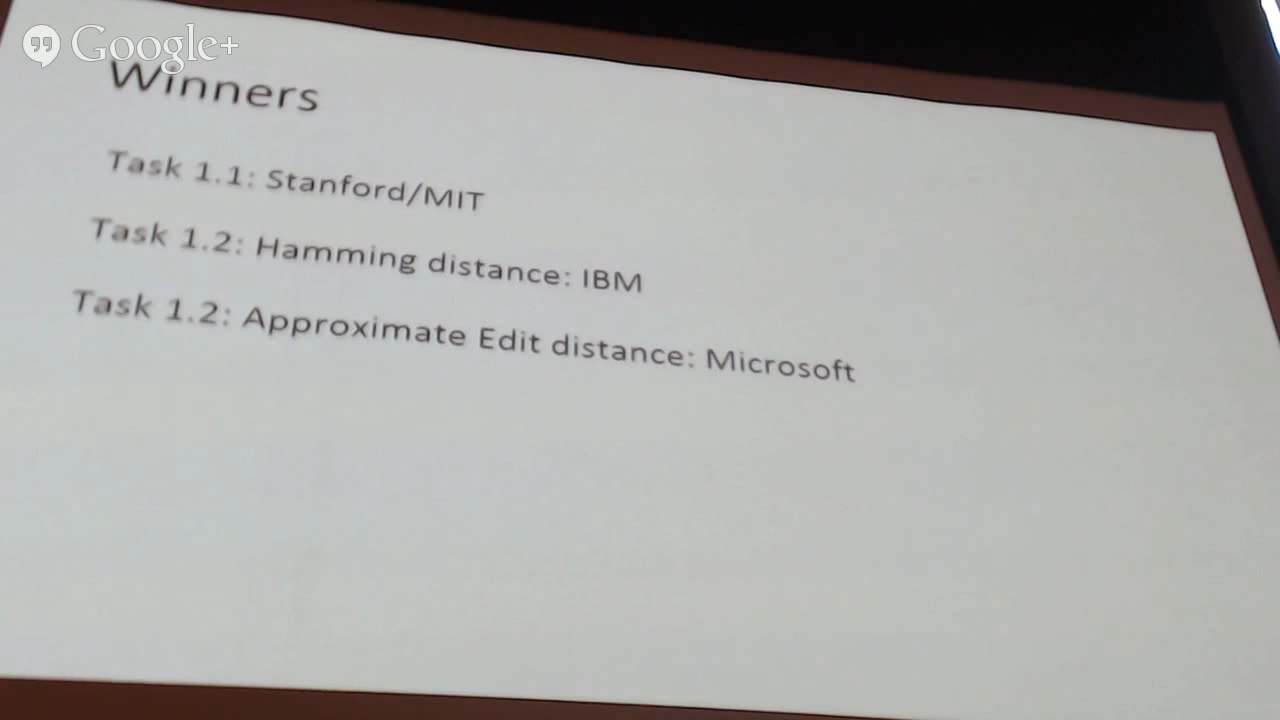 Google+
Winners
Task 1.1: Stanford/MIT
Task 1.2: Hamming distance: IBM
Task 1.2: Approximate Edit distance: Microsoft